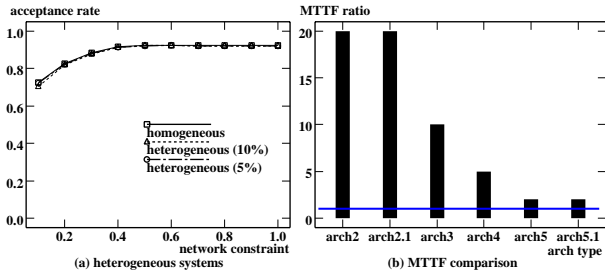 acceptance rate
1.0
0.8
0.6
0.4
0.2
0.0
homogeneous
heterogeneous (10%)
heterogeneous (5%)
0.2 0.4 0.6 0.8 1.0
network constraint
(a) heterogeneous systems
MTTF ratio
20
15
10
5
0
arch2 arch2.1 arch3 arch4 arch5 arch5.1
arch type
(b) MTTF comparison